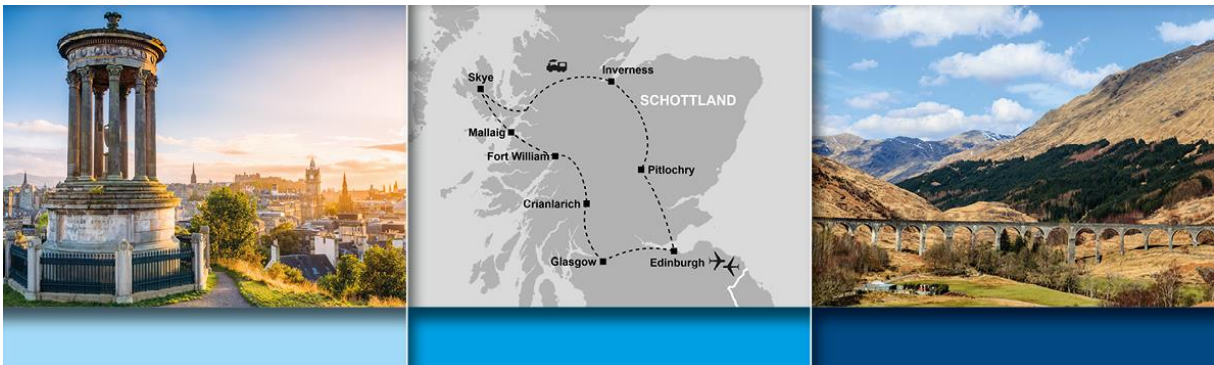 Skye
Inverness
SCHOTTLAND
Mallaig
Fort William
Pitlochry
Crianlarich
Glasgow
Edinburgh